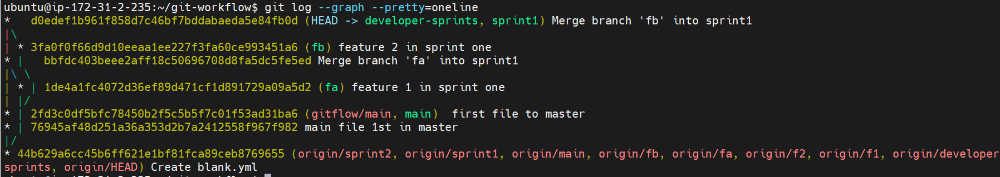 ubuntu@ip-172-31-2-235:~/git-workflow$ git log --graph --pretty=oneline
*   d0edef1b961f858d7c46bf7bddabaeda5e84fb0d (HEAD -> developer-sprints, sprint1) Merge branch 'fb' into sprint1
|\
| * 3fa0f0f66d9d10eeaa1ee227f3fa60ce993451a6 (fb) feature 2 in sprint one
* |   bbfdc403beee2aff18c50696708d8fa5dc5fe5ed Merge branch 'fa' into sprint1
|\ \
| * | 1de4a1fc4072d36ef89d471cf1d891729a09a5d2 (fa) feature 1 in sprint one
| |/
* | 2fd3c0df5bfc78450b2f5c5b5f7c01f53ad31ba6 (gitflow/main, main)  first file to master
* | 76945af48d251a36a353d2b7a2412558f967f982 main file 1st in master
|/
* 44b629a6cc45b6ff621e1bf81fca89ceb8769655 (origin/sprint2, origin/sprint1, origin/main, origin/fb, origin/fa, origin/f2, origin/f1, origin/developer
sprints, origin/HEAD) Create blank.yml